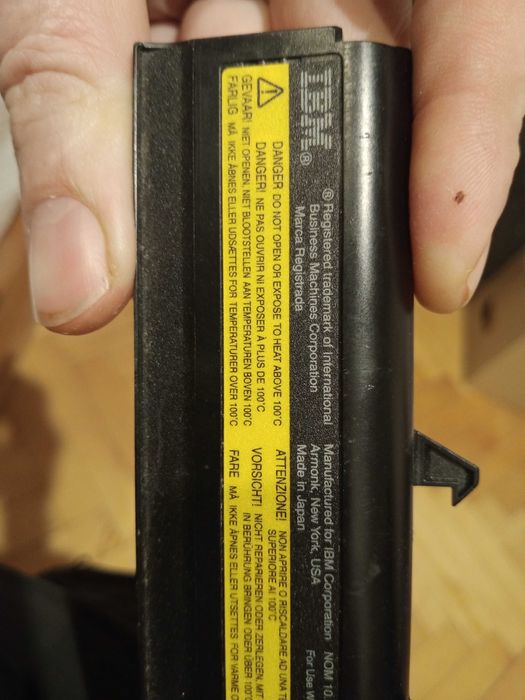 IBM®
® Registered trademark of International
Business Machines Corporation
Marca Registrada
Manufactured for IBM Corporation
Armonk, New York, USA
Made in Japan
NOM 10.
For Use
DANGER DO NOT OPEN OR EXPOSE TO HEAT ABOVE 100°C
DANGER! NE PAS OUVRIR NI EXPOSER À PLUS DE 100°C
GEVAAR! NIET OPENEN, NIET BLOOTSTELLEN AAN TEMPERATUREN BOVEN 100°C
FARLIG MÅ IKKE ÅBNES ELLER UDSÆTTES FOR TEMPERATURER OVER 100°C
ATTENZIONE! NON APRIRE O RISCALDARE AD UNA
SUPERIORE AI 100°C
VORSICHT! NICHT REPARIEREN ODER ZERLEGEN, MIT
IN BERÜHRUNG BRINGEN ODER ÜBER 100°
FARE MÅ IKKE ÅPNES ELLER UTSETTES FOR VARME